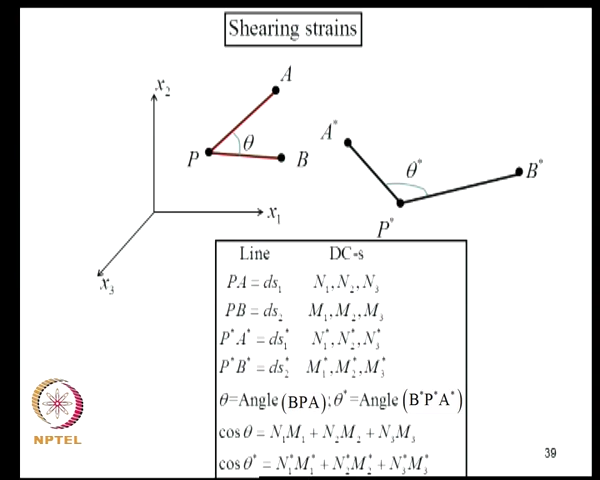 Shearing strains
x₂
A
P
θ
B
A*
θ*
B*
P*
x₁
x₃
Line DC-s
PA = ds₁ N₁, N₂, N₃
PB = ds₂ M₁, M₂, M₃
P*A* = ds₁* N₁*, N₂*, N₃*
P*B* = ds₂* M₁*, M₂*, M₃*
θ=Angle(BPA); θ*=Angle(B*P*A*)
cos θ = N₁M₁ + N₂M₂ + N₃M₃
cos θ* = N₁*M₁* + N₂*M₂* + N₃*M₃*
NPTEL
39